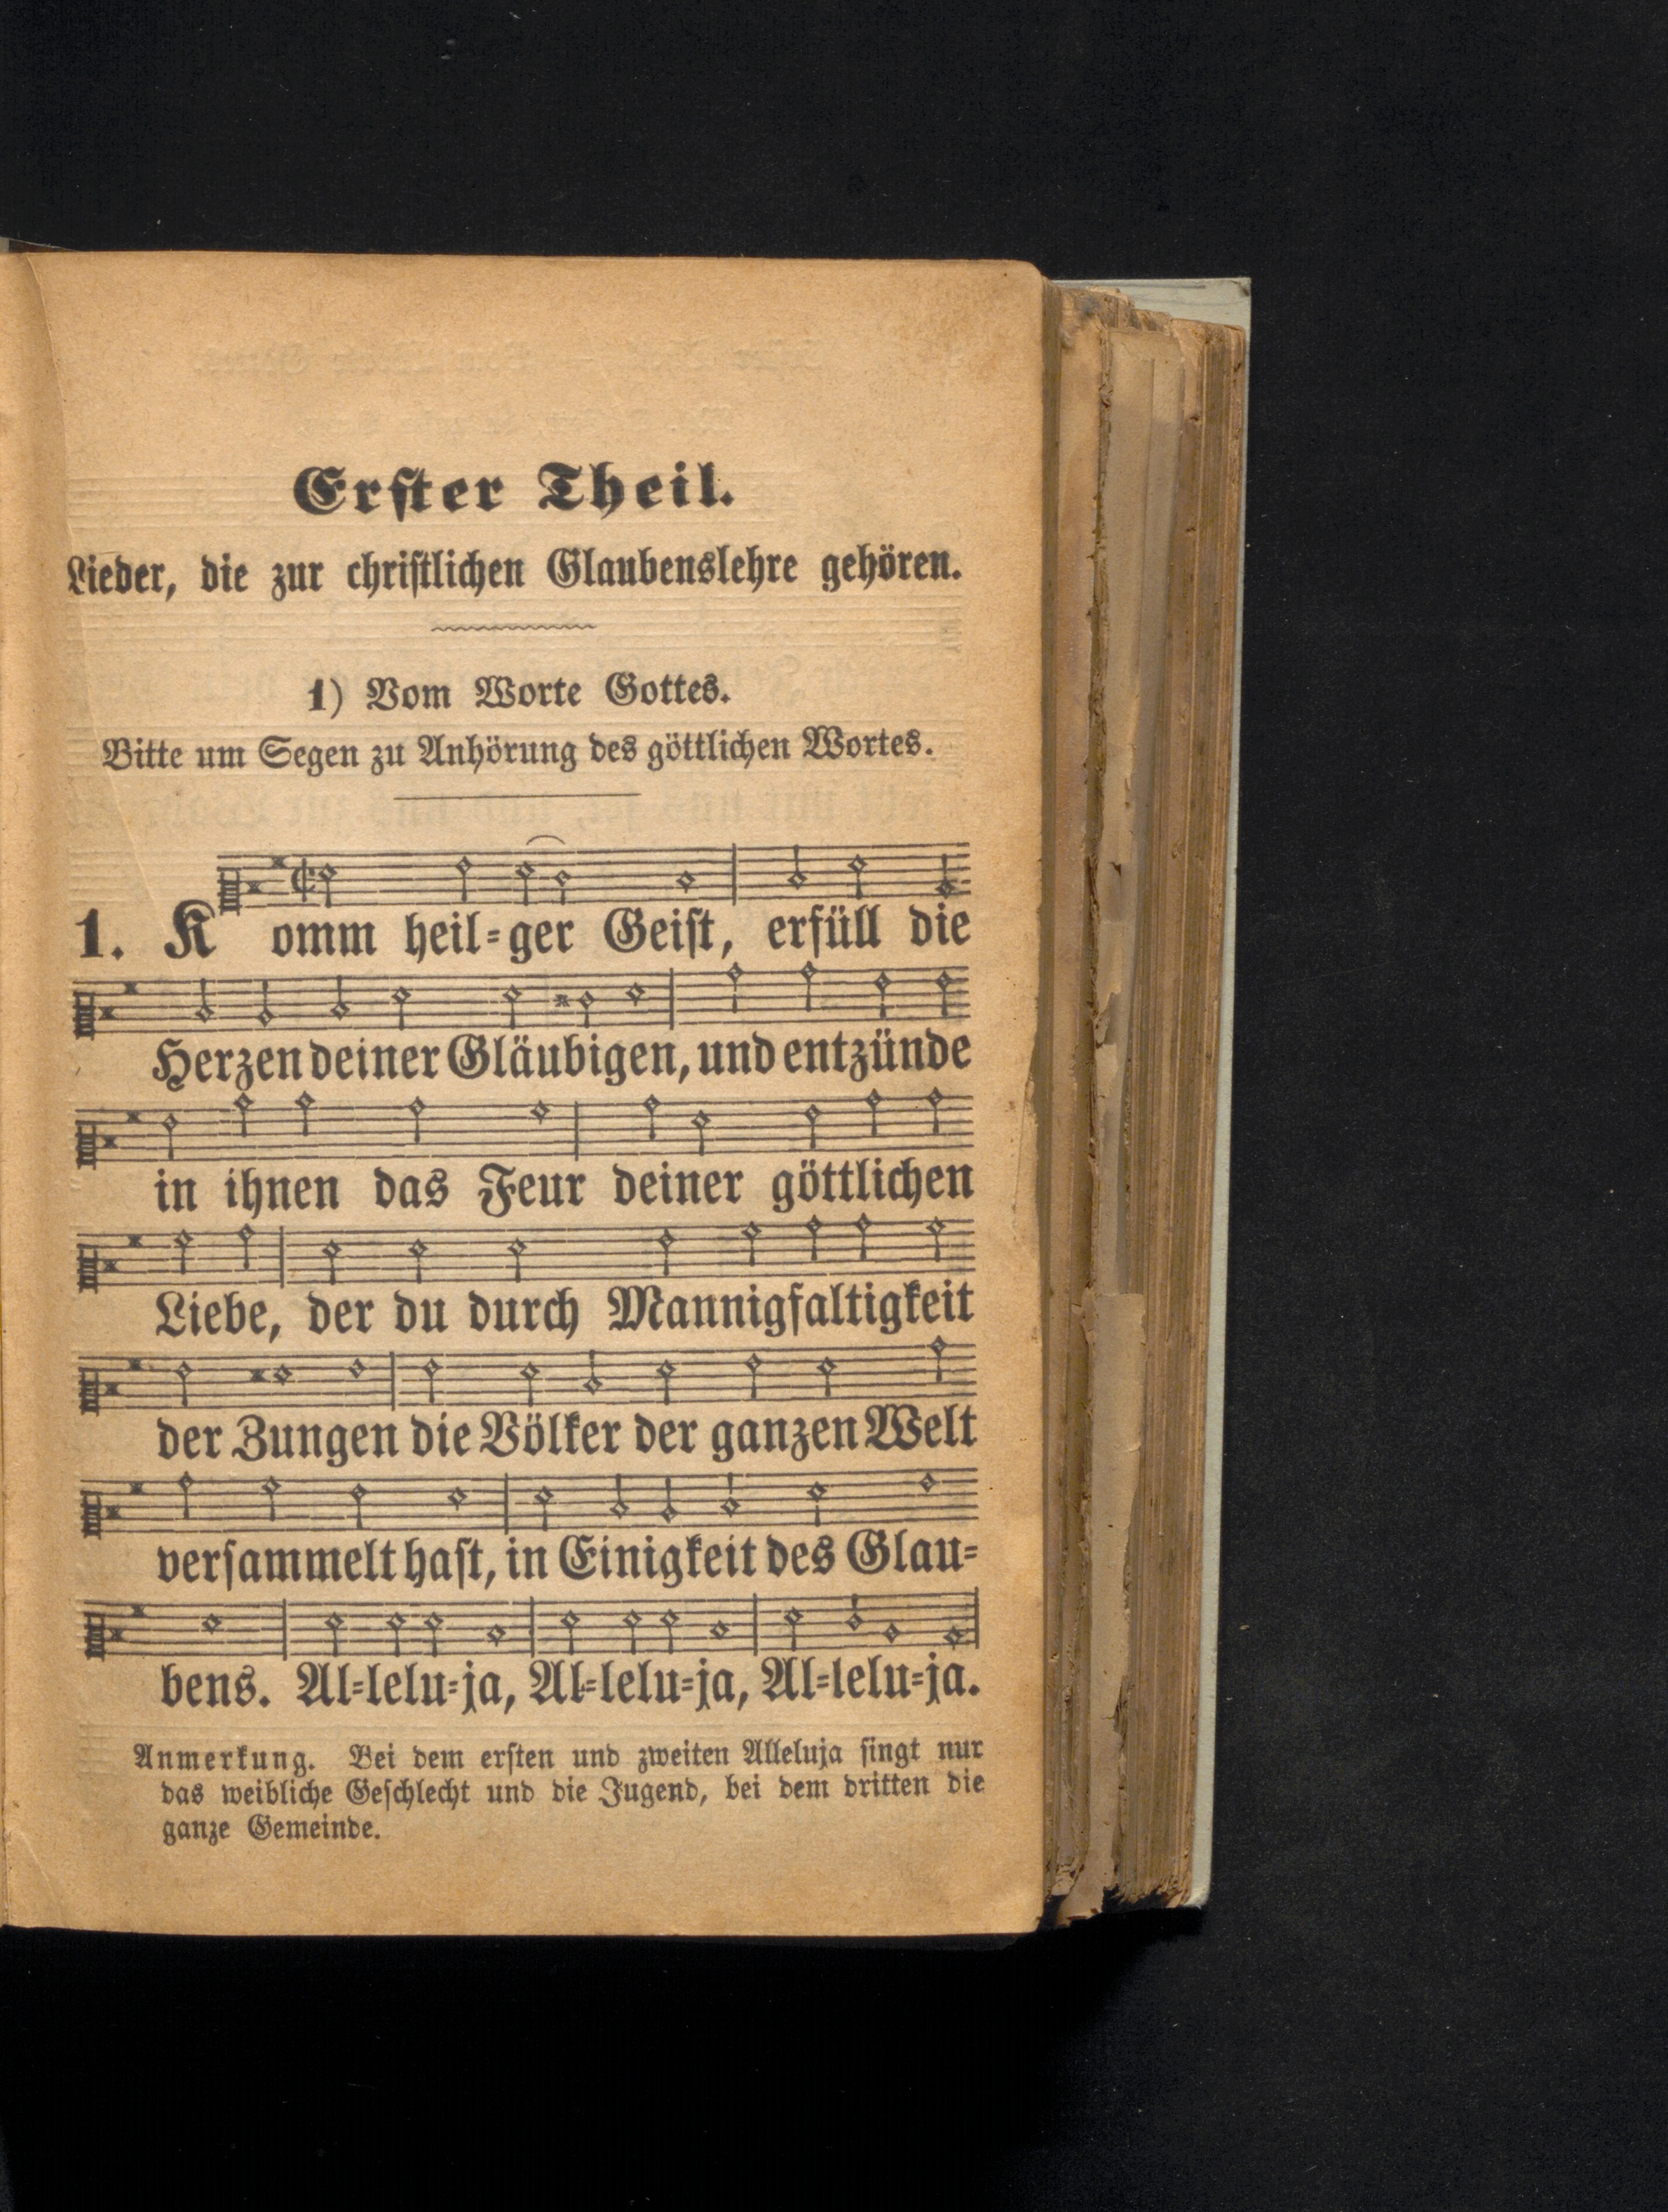 Erster Theil.
Lieder, die zur christlichen Glaubenslehre gehören.
1) Vom Worte Gottes.
Bitte um Segen zu Anhörung des göttlichen Wortes.
1. Komm heil=ger Geist, erfüll die
Herzen deiner Gläubigen, und entzünde
in ihnen das Feur deiner göttlichen
Liebe, der du durch Mannigfaltigkeit
der Zungen die Völker der ganzen Welt
versammelt hast, in Einigkeit des Glau=
bens. Al=lelu=ja, Al=lelu=ja, Al=lelu=ja.
Anmerkung. Bei dem ersten und zweiten Alleluja singt nur
das weibliche Geschlecht und die Jugend, bei dem dritten die
ganze Gemeinde.